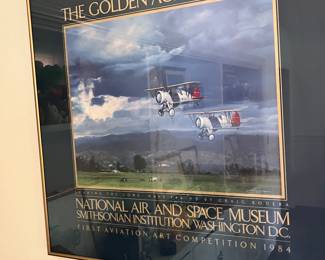 THE GOLDEN A
NATIONAL AIR AND SPACE MUSEUM
SMITHSONIAN INSTITUTION WASHINGTON D.C.
FIRST AVIATION ART COMPETITION 1984